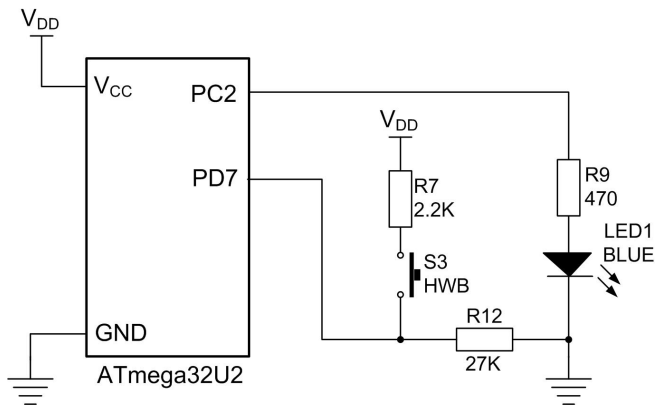 VDD
VCC
PC2
VDD
PD7
R7
2.2K
R9
470
LED1
BLUE
S3
HWB
R12
27K
GND
ATmega32U2